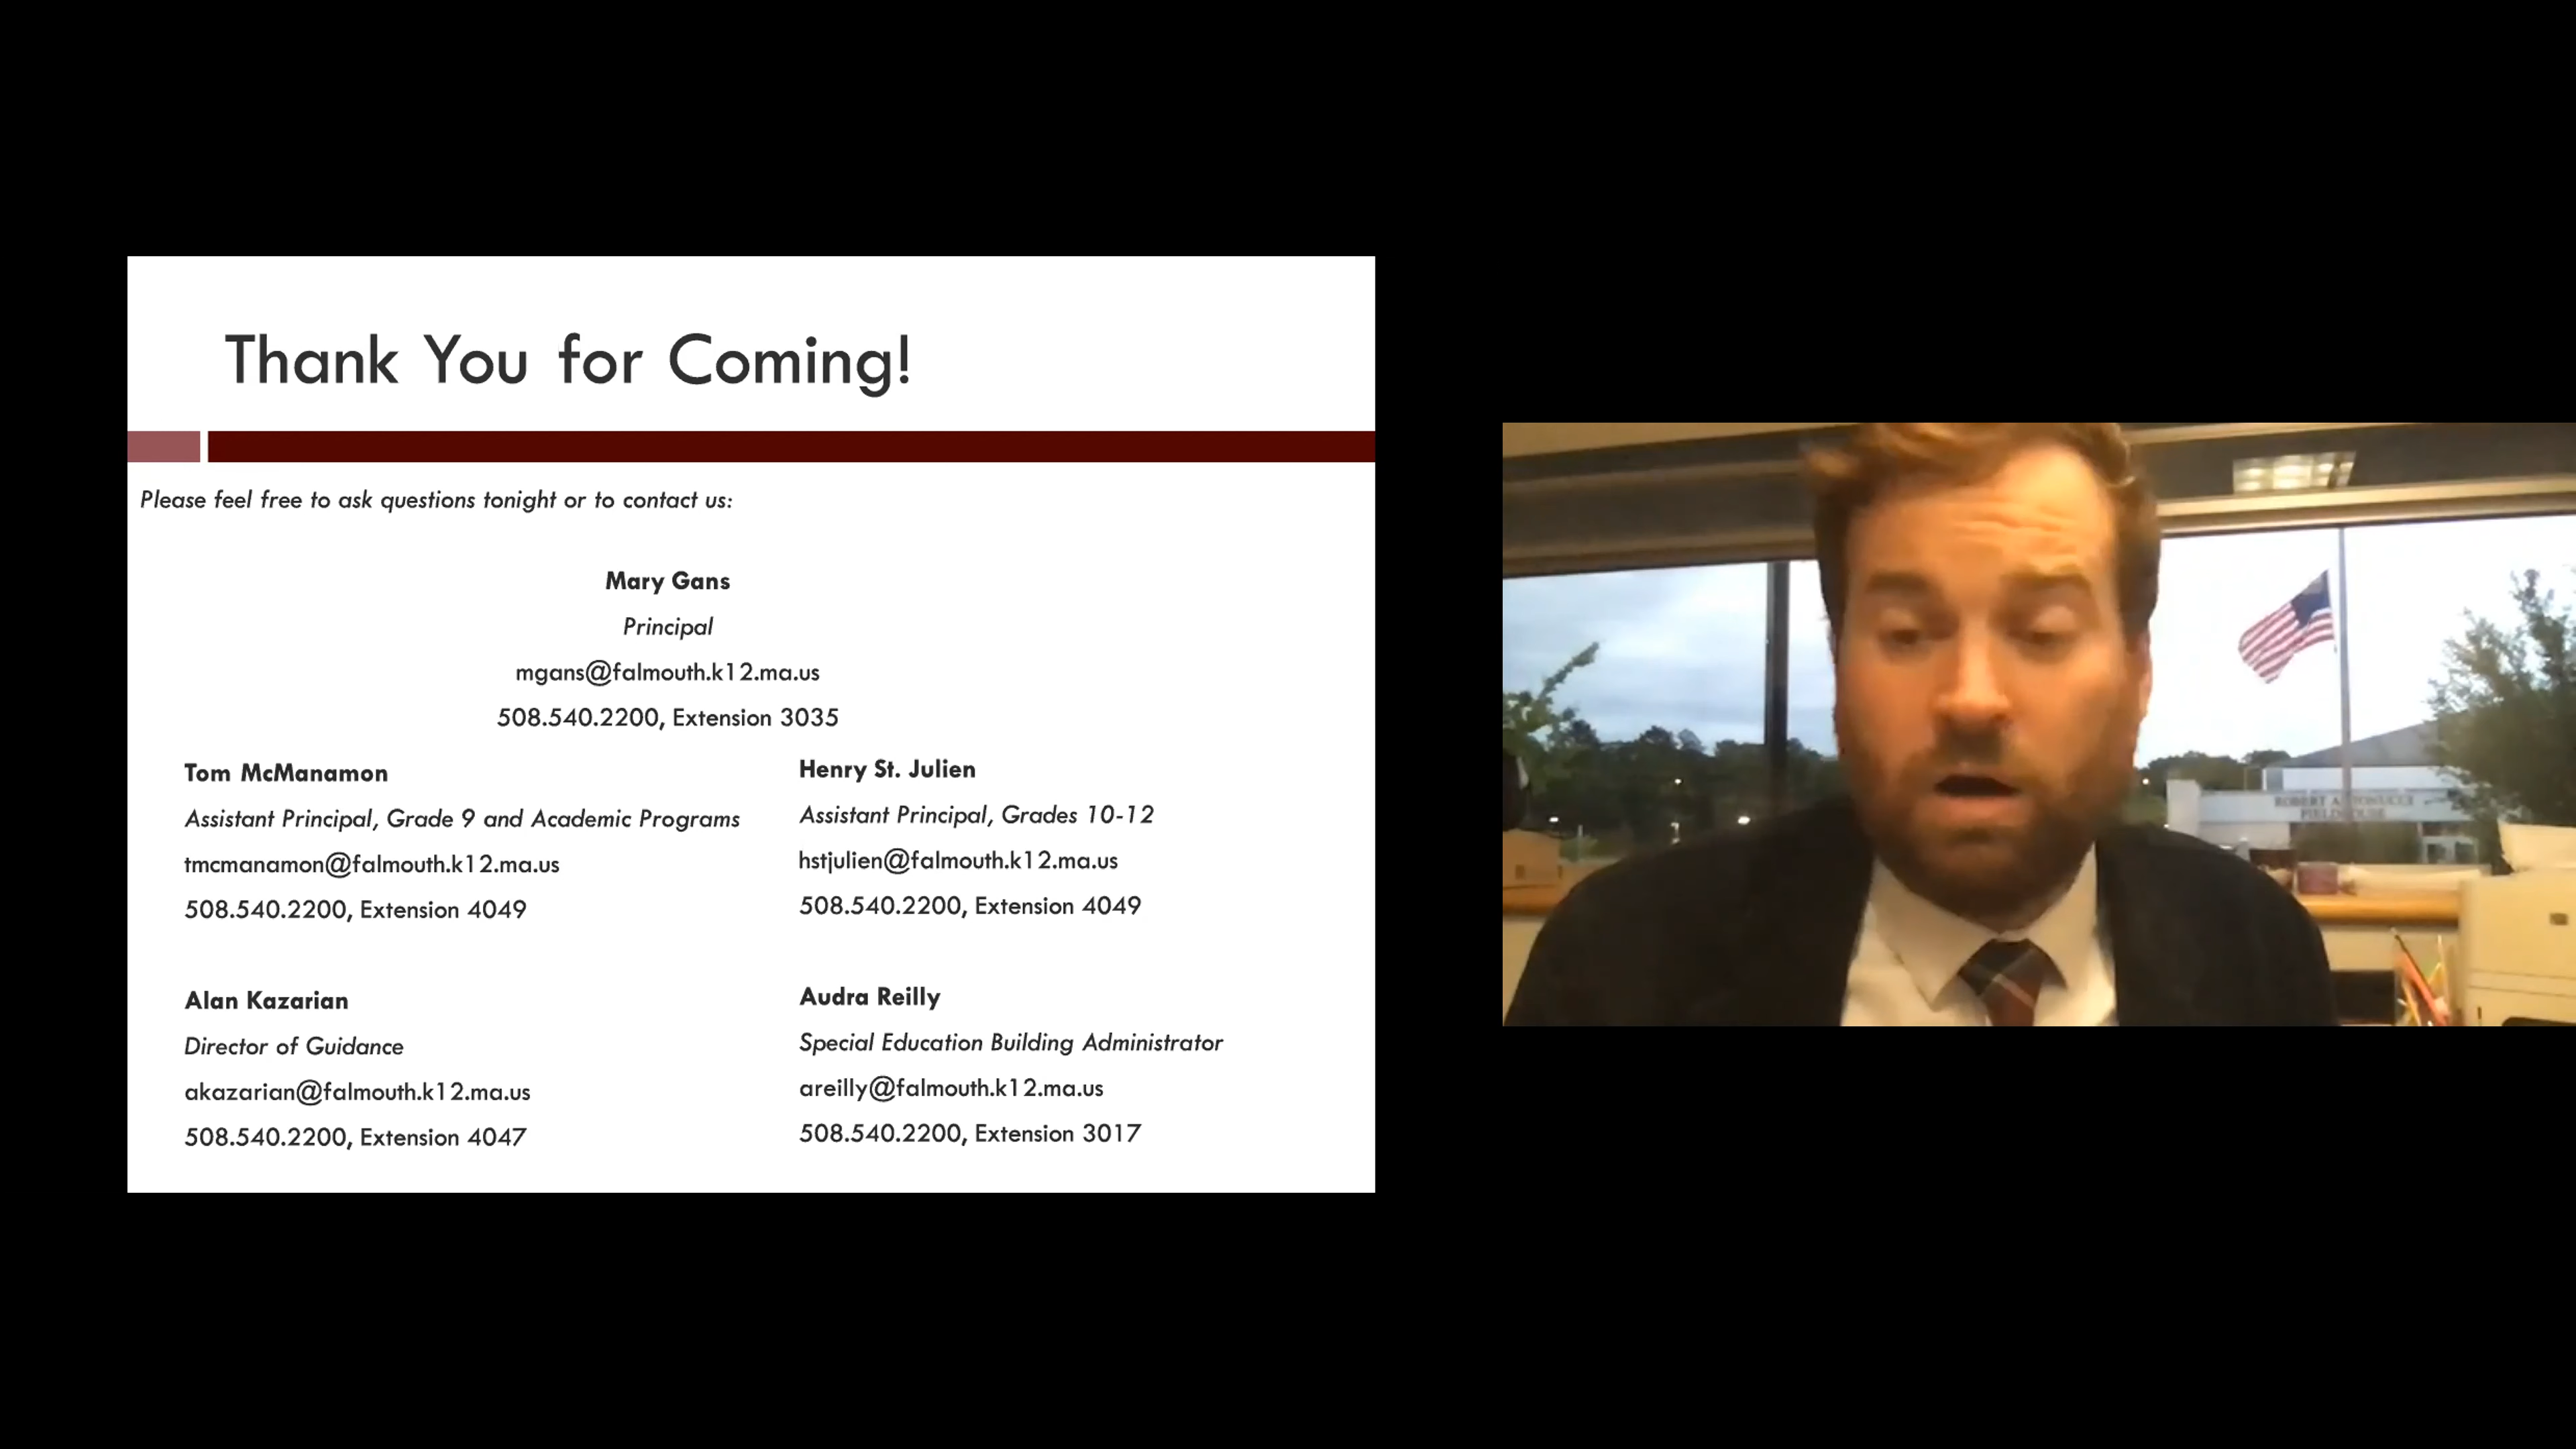 Thank You for Coming!
Please feel free to ask questions tonight or to contact us:
Mary Gans
Principal
mgans@falmouth.k12.ma.us
508.540.2200, Extension 3035
Tom McManamon
Assistant Principal, Grade 9 and Academic Programs
tmcmanamon@falmouth.k12.ma.us
508.540.2200, Extension 4049
Henry St. Julien
Assistant Principal, Grades 10-12
hstjulien@falmouth.k12.ma.us
508.540.2200, Extension 4049
Alan Kazarian
Director of Guidance
akazarian@falmouth.k12.ma.us
508.540.2200, Extension 4047
Audra Reilly
Special Education Building Administrator
areilly@falmouth.k12.ma.us
508.540.2200, Extension 3017
ROBERT A
FIELDHOUSE